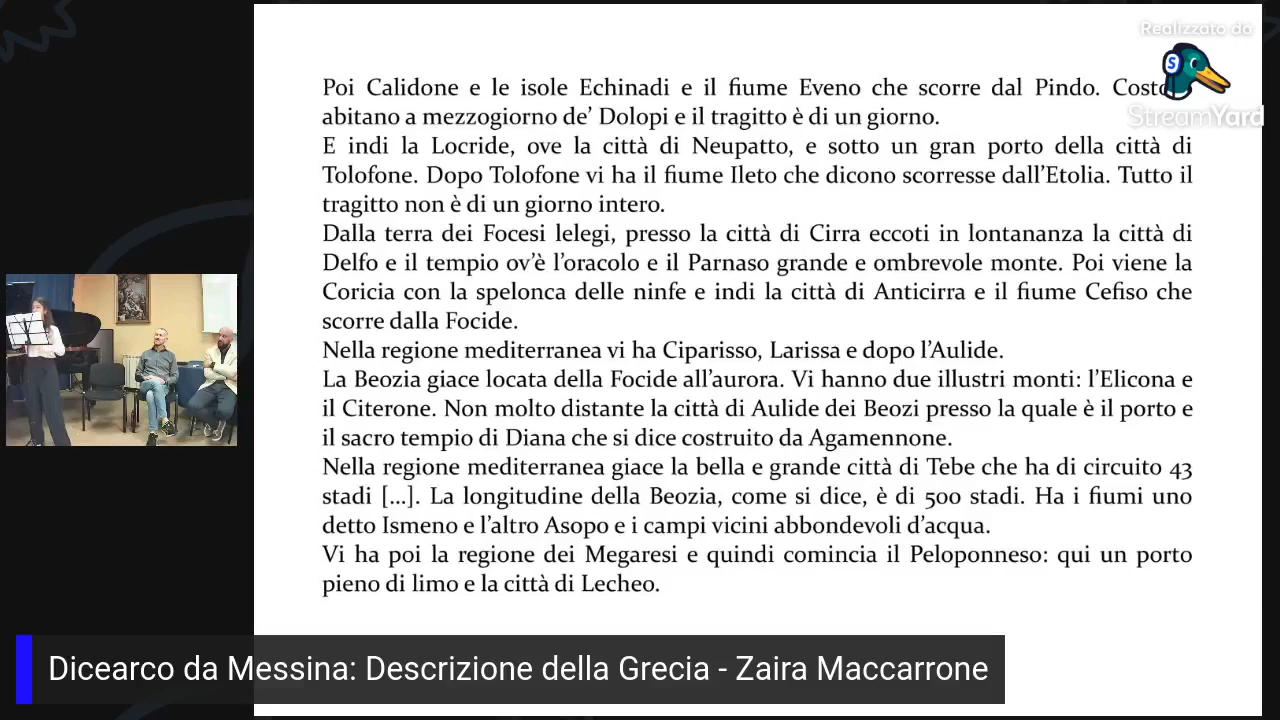 Realizzato da
StreamYard
Poi Calidone e le isole Echinadi e il fiume Eveno che scorre dal Pindo.
abitano a mezzogiorno de' Dolopi e il tragitto è di un giorno.
E indi la Locride, ove la città di Neupatto, e sotto un gran porto della città di
Tolofone. Dopo Tolofone vi ha il fiume Ileto che dicono scorresse dall'Etolia. Tutto il
tragitto non è di un giorno intero.
Dalla terra dei Focesi lelegi, presso la città di Cirra eccoti in lontananza la città di
Delfo e il tempio ov'è l'oracolo e il Parnaso grande e ombrevole monte. Poi viene la
Coricia con la spelonca delle ninfe e indi la città di Anticirra e il fiume Cefiso che
scorre dalla Focide.
Nella regione mediterranea vi ha Ciparisso, Larissa e dopo l'Aulide.
La Beozia giace locata della Focide all'aurora. Vi hanno due illustri monti: l'Elicona e
il Citerone. Non molto distante la città di Aulide dei Beozi presso la quale è il porto e
il sacro tempio di Diana che si dice costruito da Agamennone.
Nella regione mediterranea giace la bella e grande città di Tebe che ha di circuito 43
stadi [...]. La longitudine della Beozia, come si dice, è di 500 stadi. Ha i fiumi uno
detto Ismeno e l'altro Asopo e i campi vicini abbondevoli d'acqua.
Vi ha poi la regione dei Megaresi e quindi comincia il Peloponneso: qui un porto
pieno di limo e la città di Lecheo.
Dicearco da Messina: Descrizione della Grecia - Zaira Maccarrone